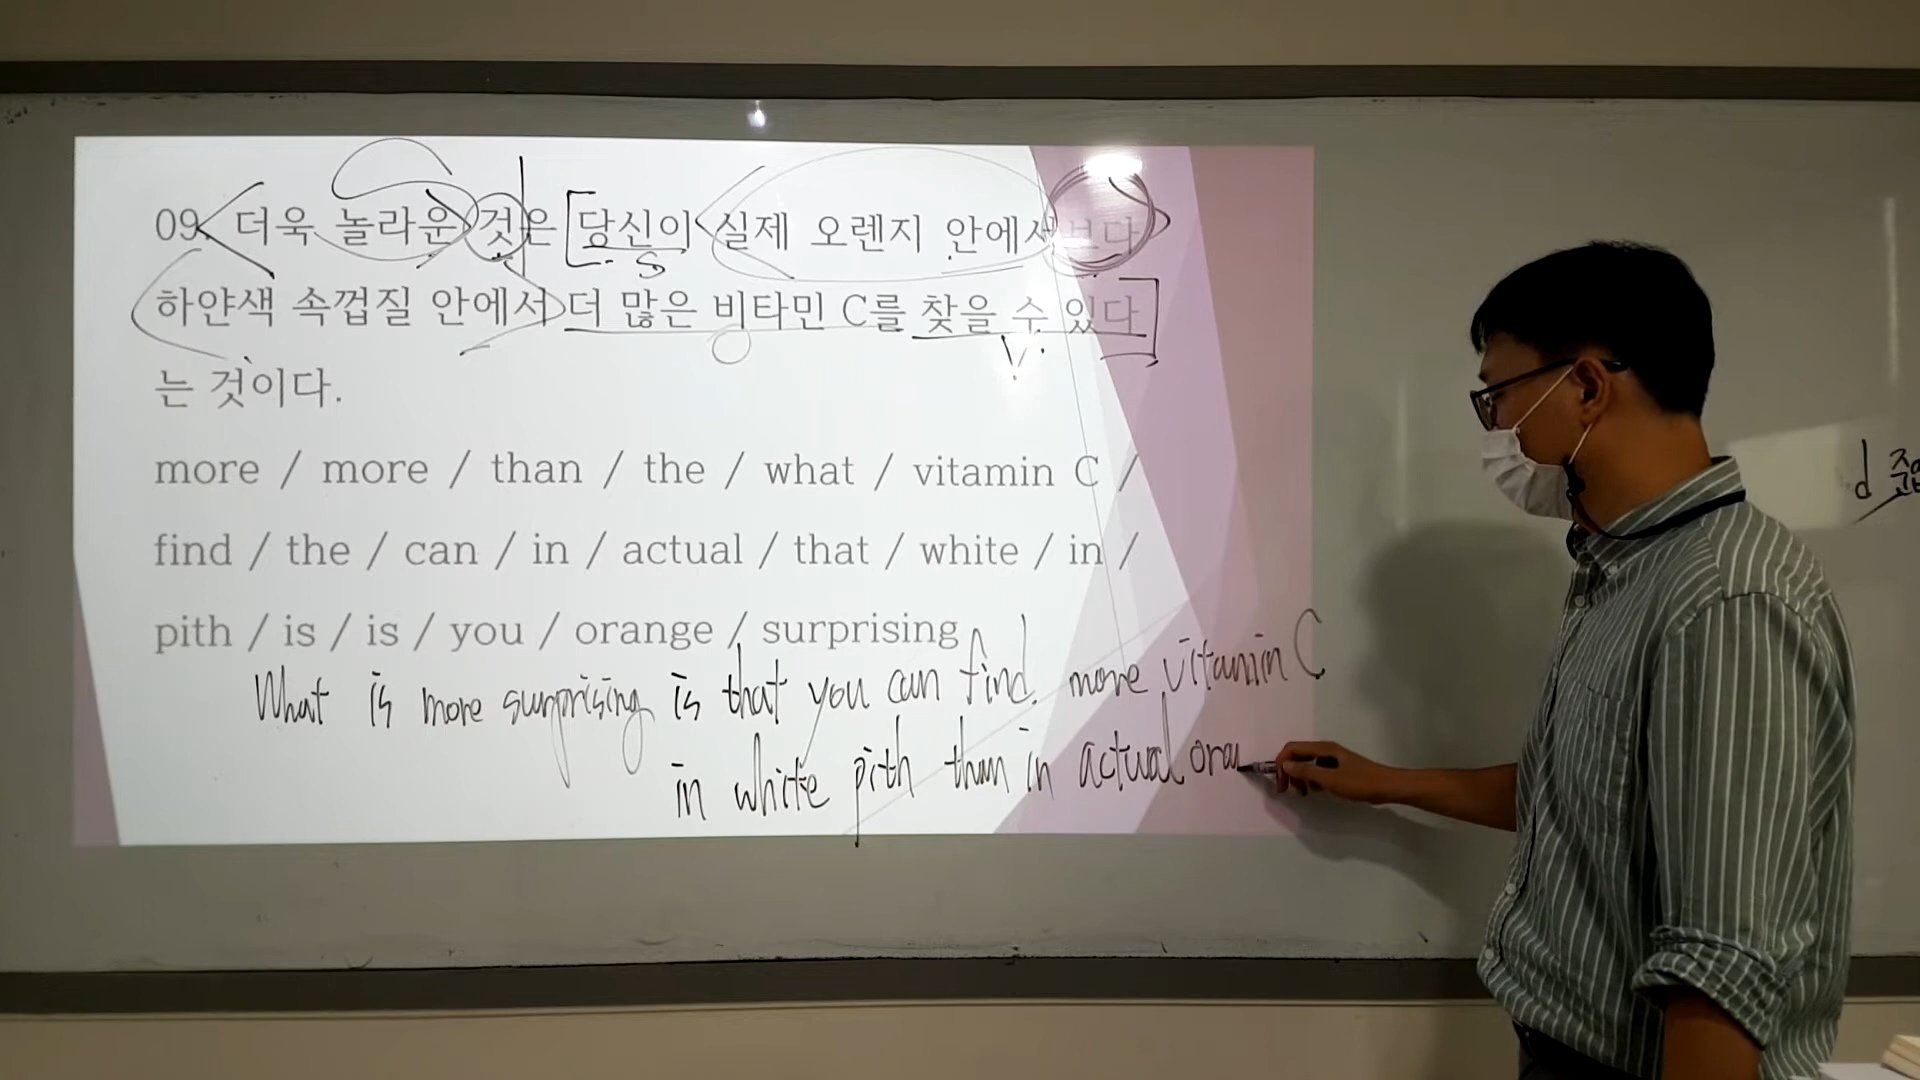 09. 더욱 놀라운 것은 당신이 실제 오렌지 안에서보다
S
하얀색 속껍질 안에서 더 많은 비타민 C를 찾을 수 있다
O V
는 것이다.
more / more / than / the / what / vitamin C /
find / the / can / in / actual / that / white / in /
pith / is / is / you / orange / surprising
What is more surprising is that you can find more vitamin C
in white pith than in actual oran
d